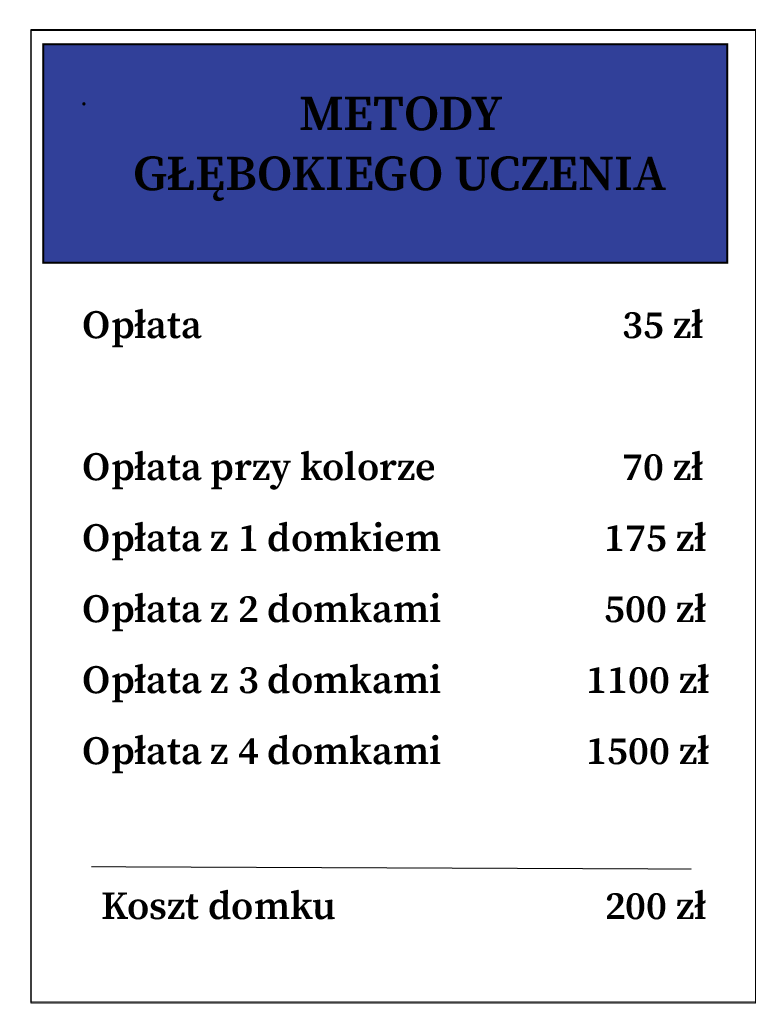 METODY
GŁĘBOKIEGO UCZENIA
Opłata 35 zł
Opłata przy kolorze 70 zł
Opłata z 1 domkiem 175 zł
Opłata z 2 domkami 500 zł
Opłata z 3 domkami 1100 zł
Opłata z 4 domkami 1500 zł
Koszt domku 200 zł